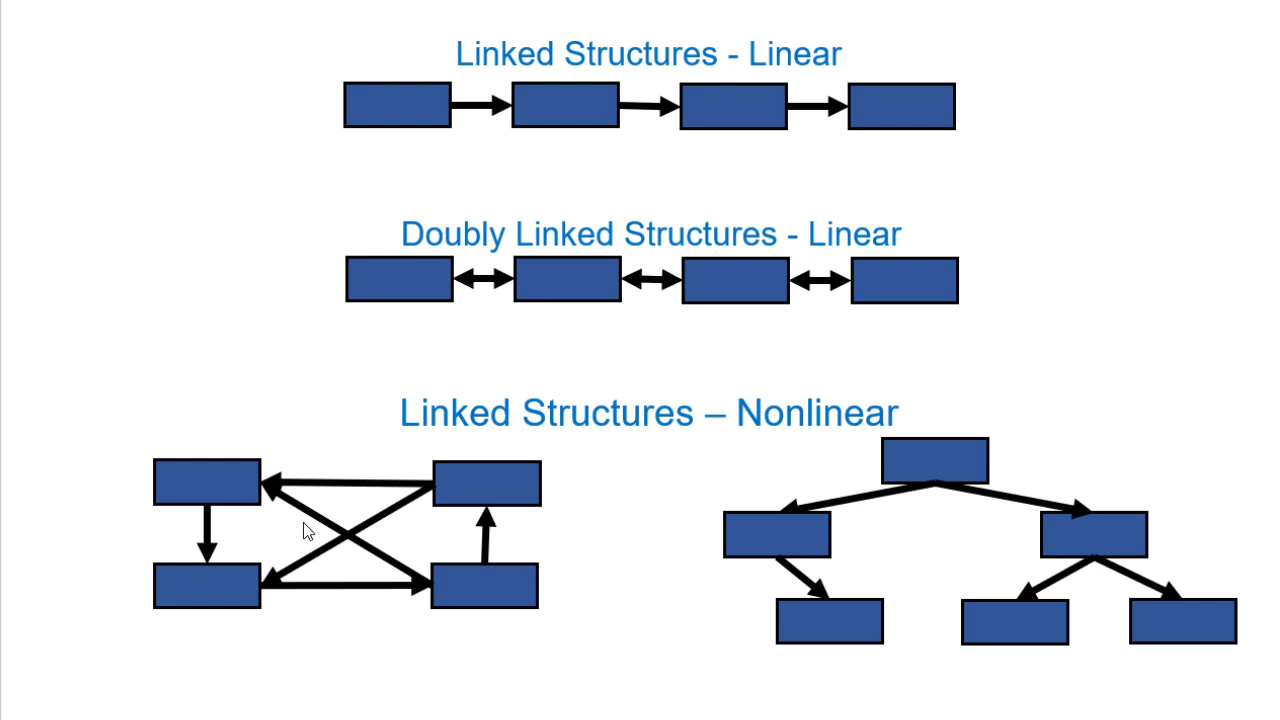 Linked Structures - Linear
Doubly Linked Structures - Linear
Linked Structures – Nonlinear